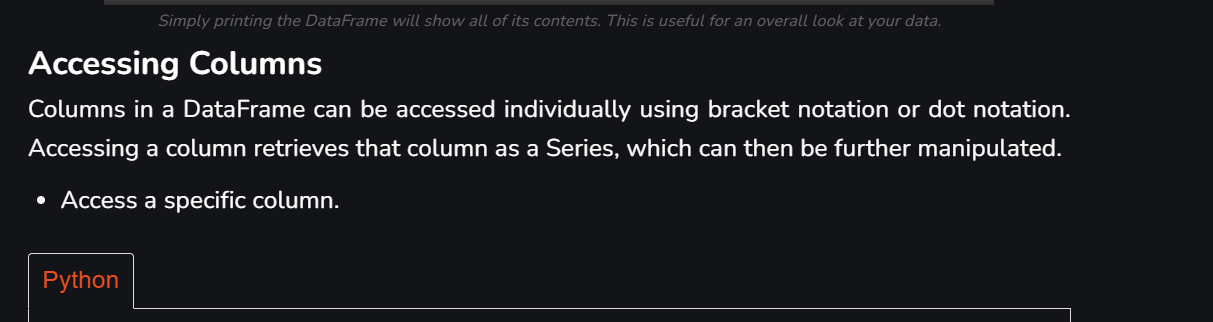 Simply printing the DataFrame will show all of its contents. This is useful for an overall look at your data.
Accessing Columns
Columns in a DataFrame can be accessed individually using bracket notation or dot notation.
Accessing a column retrieves that column as a Series, which can then be further manipulated.
• Access a specific column.
Python